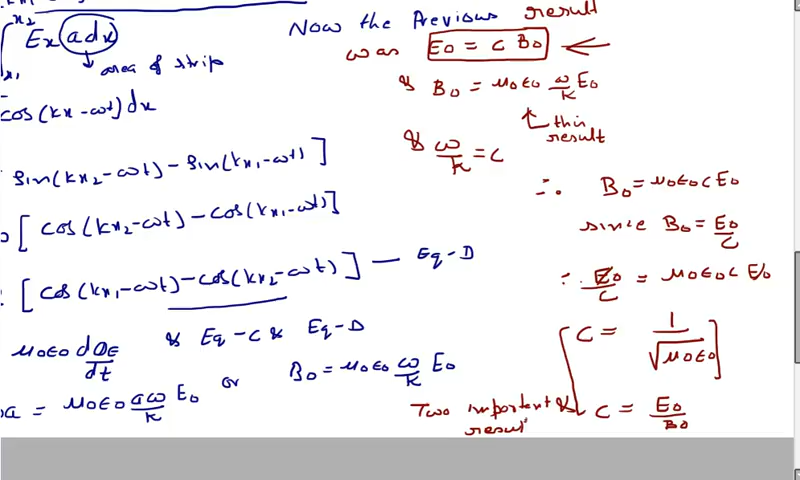 ∫ x₁ x₂ Ex (adx)
area of strip
cos(kx-ωt)dx
sin(kx₂-ωt) - sin(kx₁-ωt)]
[cos(kx₂-ωt) - cos(kx₁-ωt)]
[cos(kx₁-ωt) - cos(kx₂-ωt)] — Eq-D
μ₀ε₀ dΦE/dt & Eq-C & Eq-D
a = μ₀ε₀ aω/k E₀ or B₀ = μ₀ε₀ ω/k E₀
Now the Previous result
was E₀ = C B₀
& B₀ = μ₀ε₀ ω/k E₀
this
result
& ω/k = C
∴ B₀ = μ₀ε₀ C E₀
since B₀ = E₀/C
∴ E₀/C = μ₀ε₀ C E₀
C = 1/√μ₀ε₀
Two important &
result
C = E₀/B₀